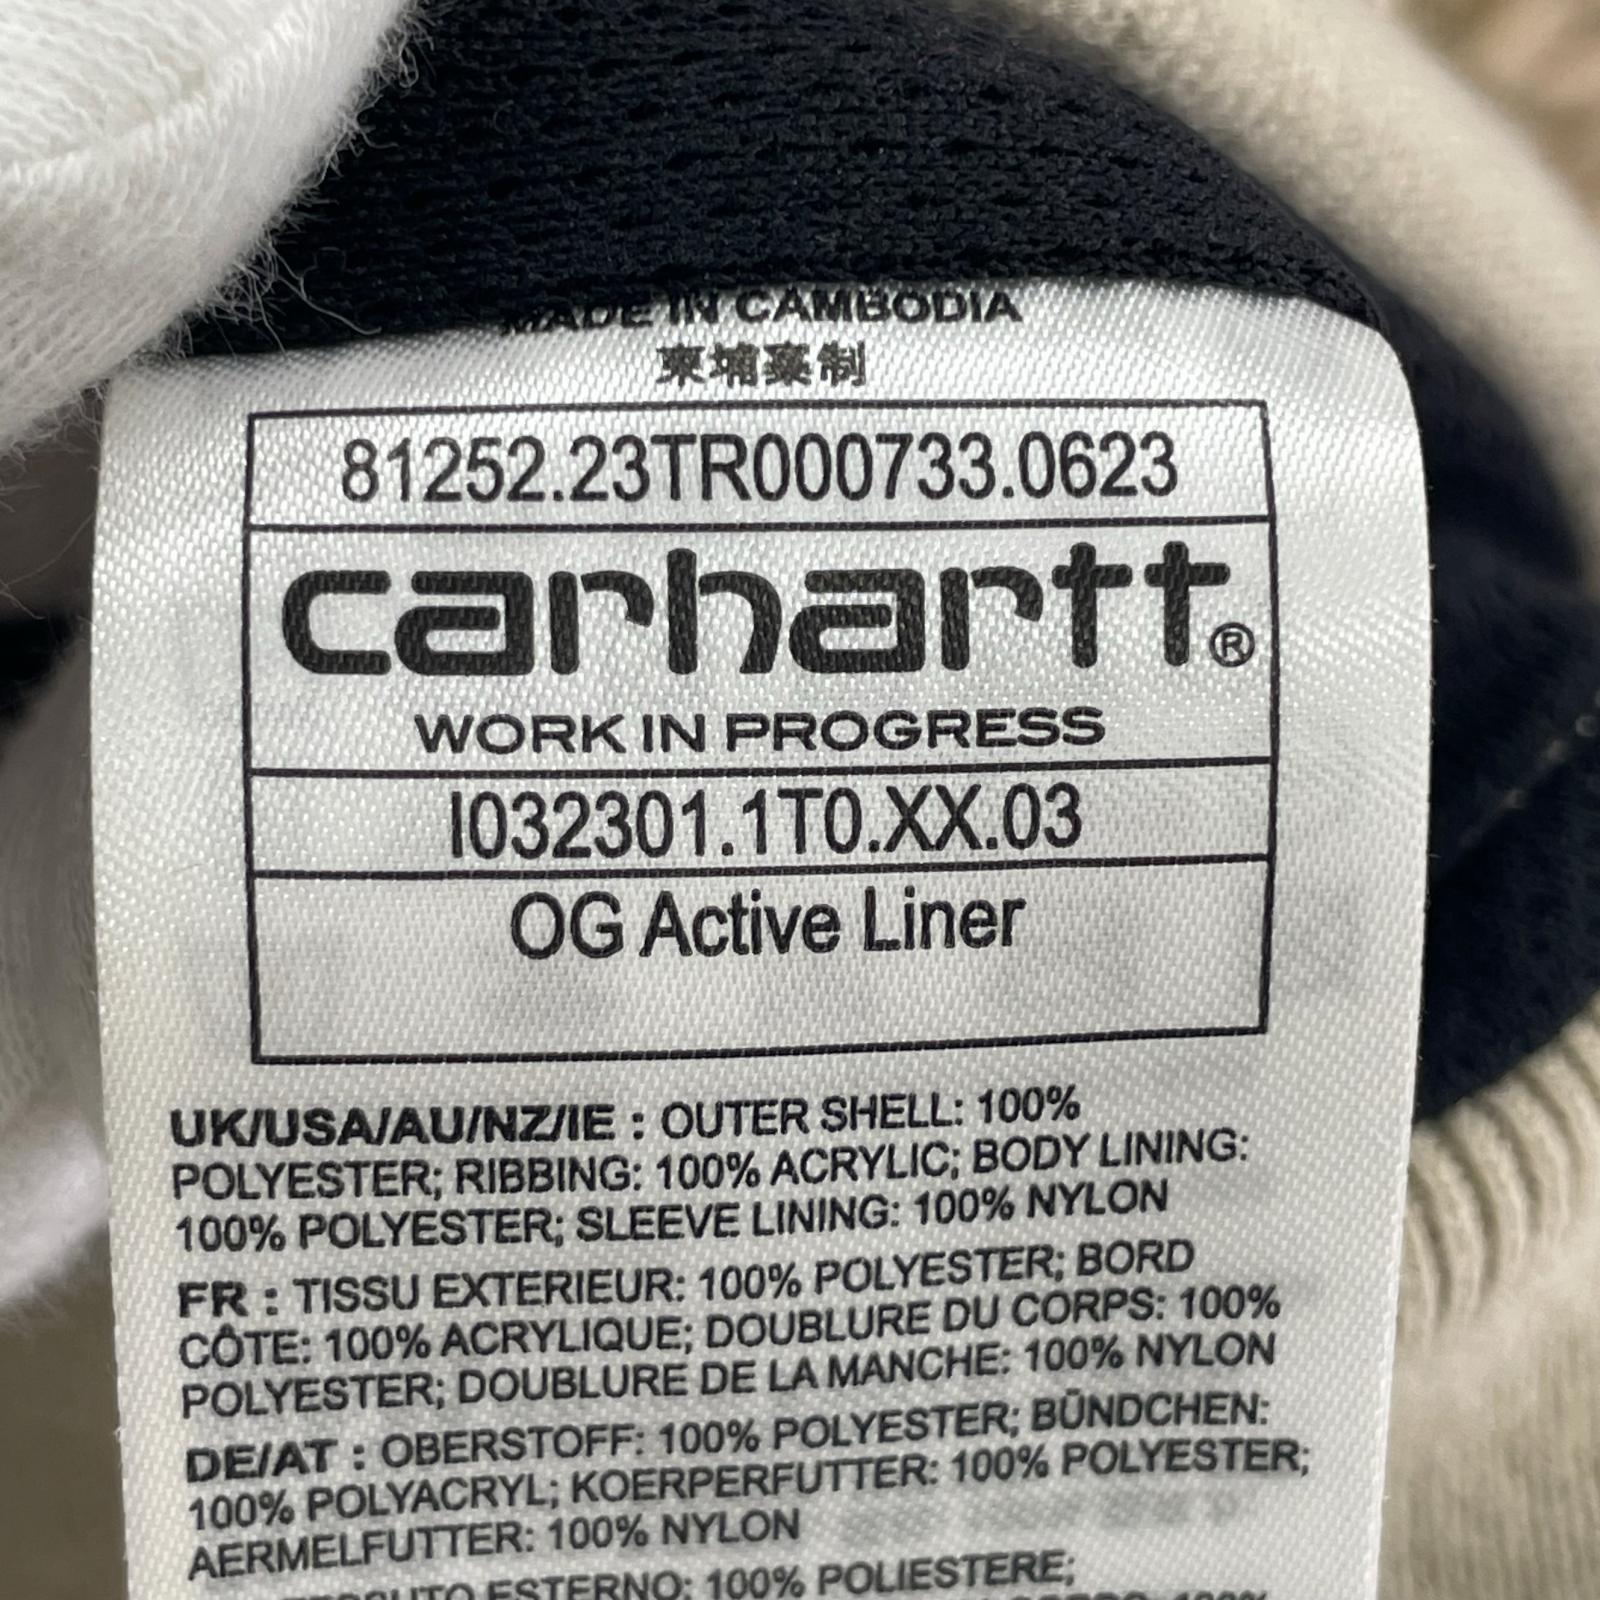 MADE IN CAMBODIA
柬埔寨制
81252.23TR000733.0623
carhartt®
WORK IN PROGRESS
I032301.1T0.XX.03
OG Active Liner
UK/USA/AU/NZ/IE : OUTER SHELL: 100%
POLYESTER; RIBBING: 100% ACRYLIC; BODY LINING:
100% POLYESTER; SLEEVE LINING: 100% NYLON
FR : TISSU EXTERIEUR: 100% POLYESTER; BORD
CÔTE: 100% ACRYLIQUE; DOUBLURE DU CORPS: 100%
POLYESTER; DOUBLURE DE LA MANCHE: 100% NYLON
DE/AT : OBERSTOFF: 100% POLYESTER; BÜNDCHEN:
100% POLYACRYL; KOERPERFUTTER: 100% POLYESTER;
AERMELFUTTER: 100% NYLON
ESTERNO: 100% POLIESTERE;